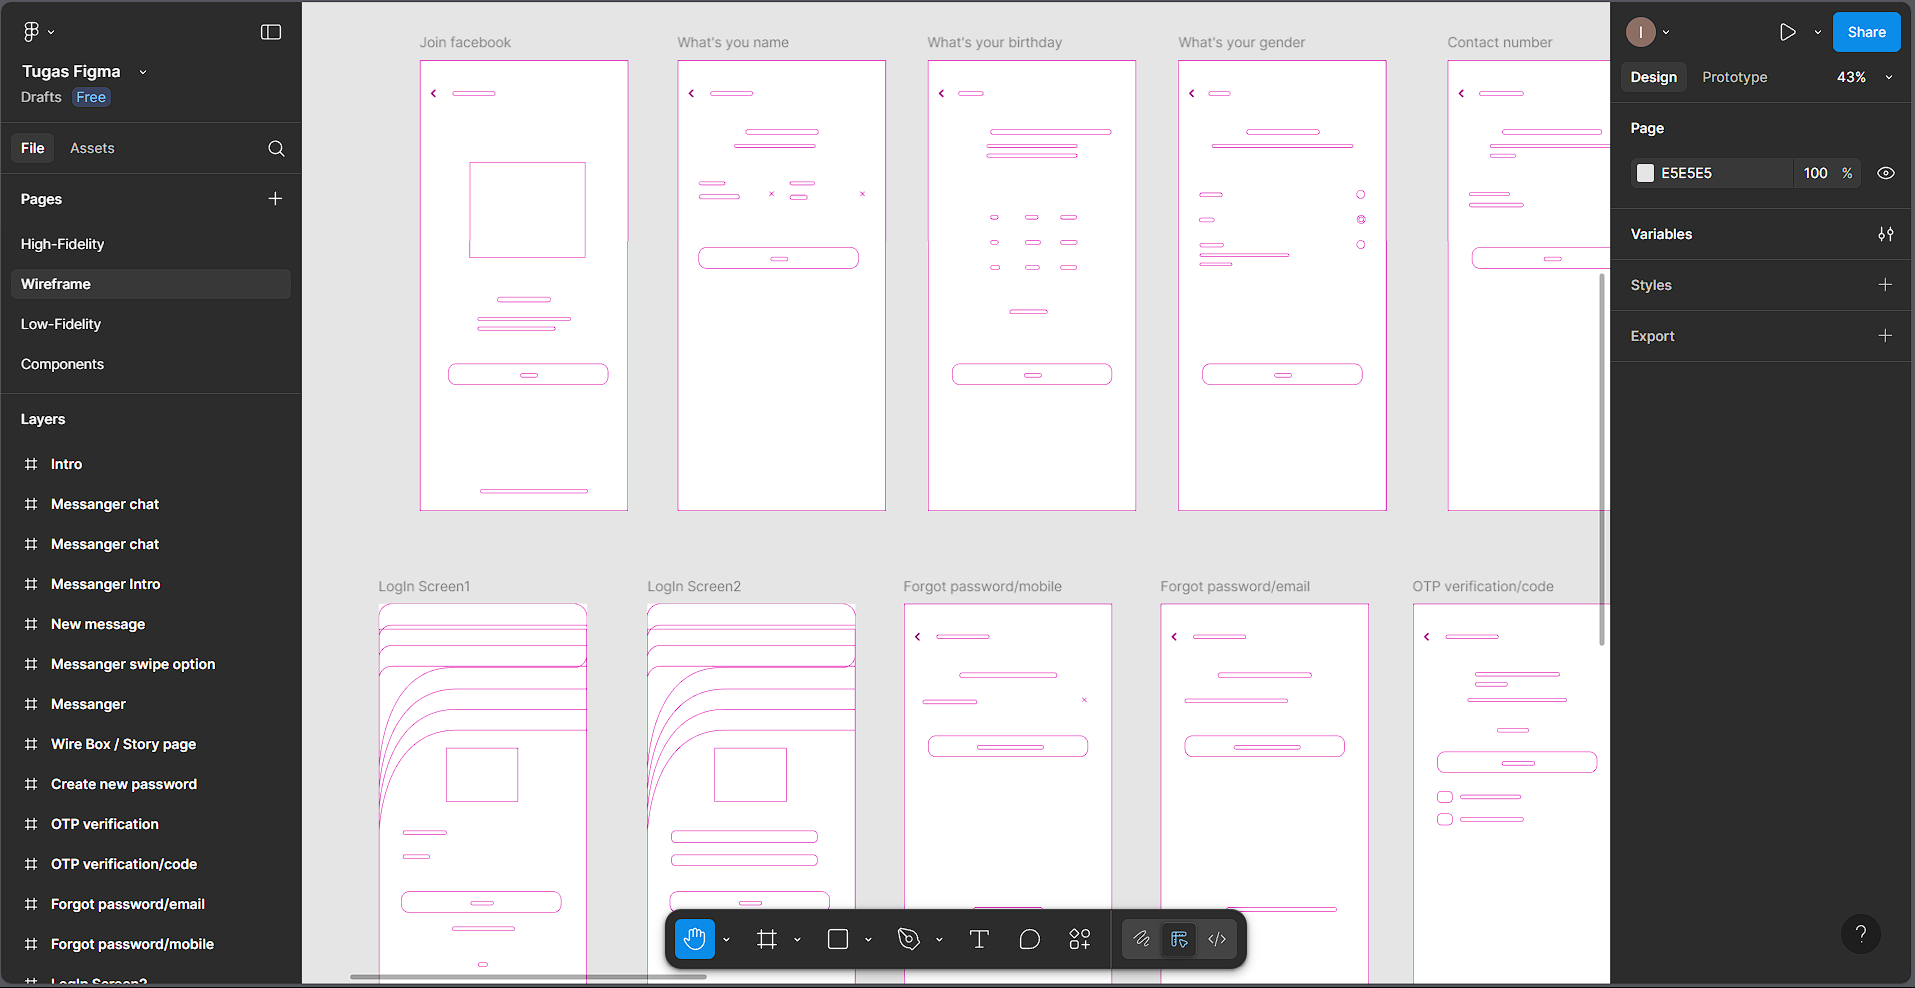 Tugas Figma
Drafts Free
File Assets
Pages
High-Fidelity
Wireframe
Low-Fidelity
Components
Layers
Intro
Messanger chat
Messanger chat
Messanger Intro
New message
Messanger swipe option
Messanger
Wire Box / Story page
Create new password
OTP verification
OTP verification/code
Forgot password/email
Forgot password/mobile
LogIn Screen2
Join facebook
What's you name
What's your birthday
What's your gender
Contact number
LogIn Screen1
LogIn Screen2
Forgot password/mobile
Forgot password/email
OTP verification/code
I
Share
Design Prototype 43%
Page
E5E5E5 100 %
Variables
Styles
Export
?